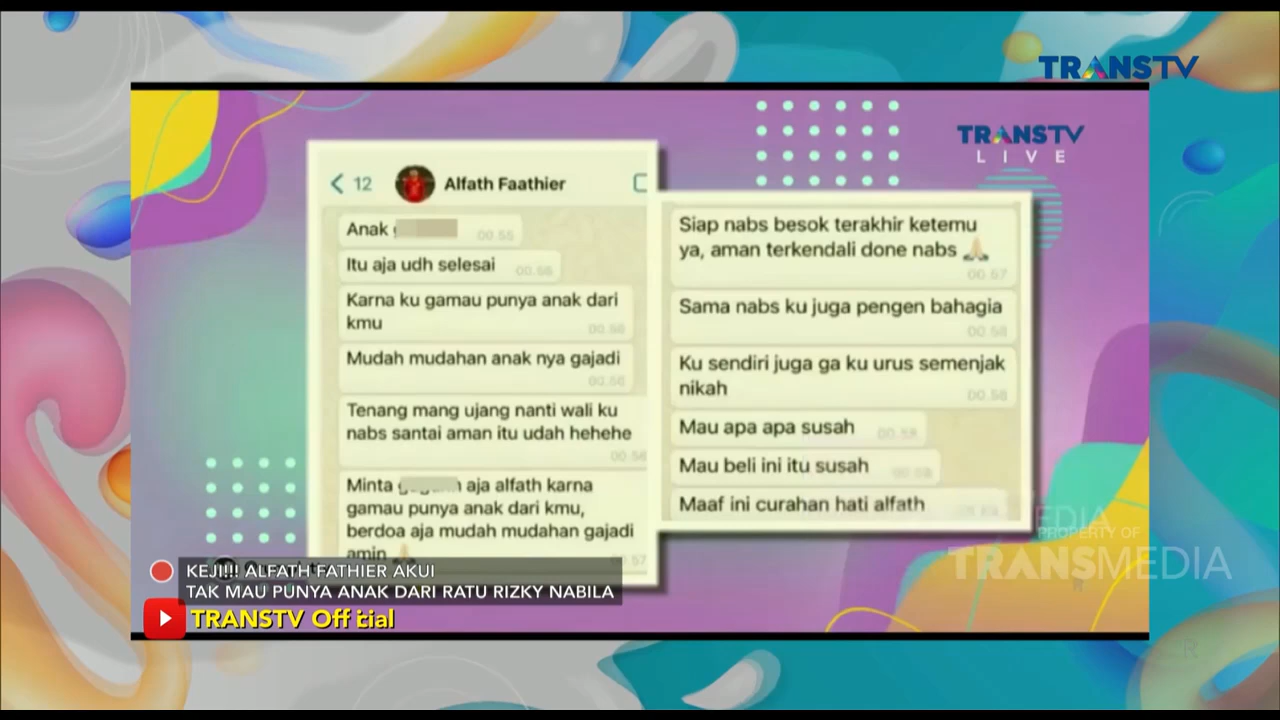 TRANSTV
TRANSTV
LIVE
12
Alfath Faathier
Anak
00.55
Itu aja udh selesai
00.56
Karna ku gamau punya anak dari
kmu
00.56
Mudah mudahan anak nya gajadi
00.56
Tenang mang ujang nanti wali ku
nabs santai aman itu udah hehehe
00.56
Minta aja alfath karna
gamau punya anak dari kmu,
berdoa aja mudah mudahan gajadi
amin 🙏🏻
00.57
Siap nabs besok terakhir ketemu
ya, aman terkendali done nabs 🙏🏻
00.57
Sama nabs ku juga pengen bahagia
00.58
Ku sendiri juga ga ku urus semenjak
nikah
00.58
Mau apa apa susah
00.58
Mau beli ini itu susah
Maaf ini curahan hati alfath
PROPERTY OF
TRANSMEDIA
KEJI!!! ALFATH FATHIER AKUI
TAK MAU PUNYA ANAK DARI RATU RIZKY NABILA
TRANSTV Official